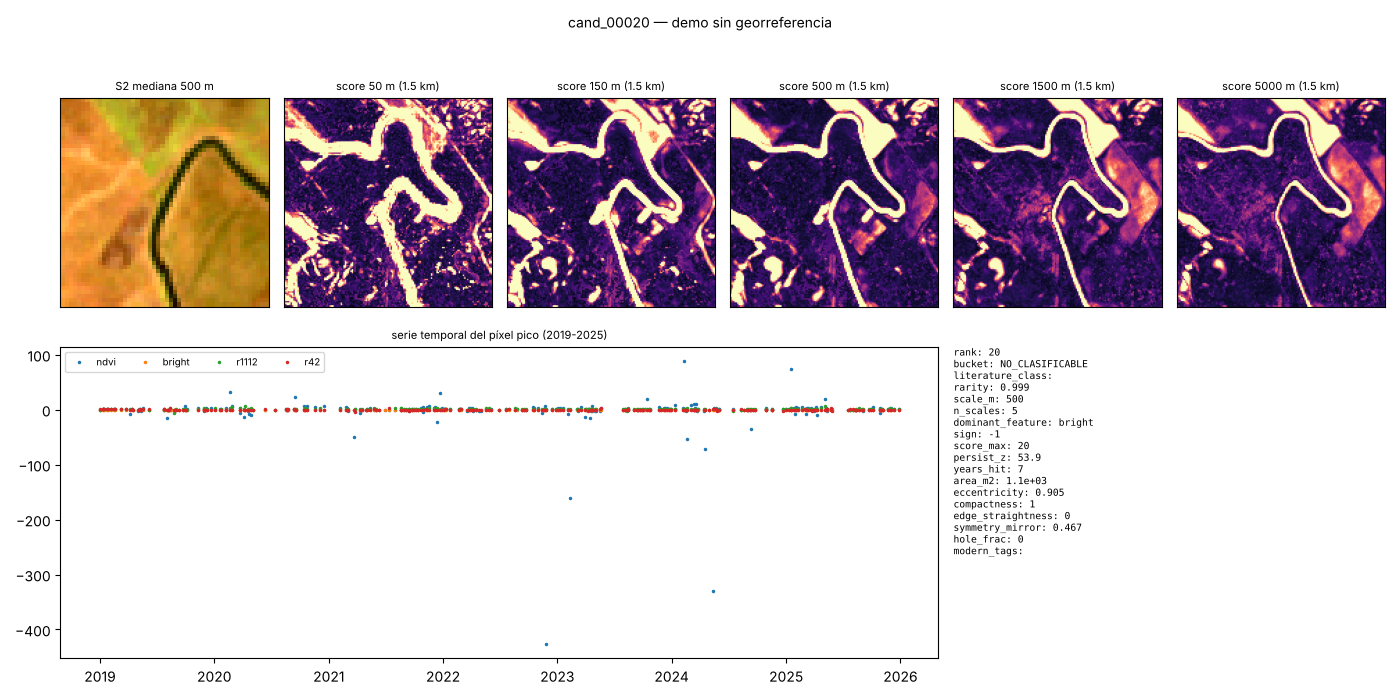 cand_00020 — demo sin georreferencia
S2 mediana 500 m
score 50 m (1.5 km)
score 150 m (1.5 km)
score 500 m (1.5 km)
score 1500 m (1.5 km)
score 5000 m (1.5 km)
serie temporal del píxel pico (2019-2025)
ndvi bright r1112 r42
100
0
−100
−200
−300
−400
2019 2020 2021 2022 2023 2024 2025 2026
rank: 20
bucket: NO_CLASIFICABLE
literature_class:
rarity: 0.999
scale_m: 500
n_scales: 5
dominant_feature: bright
sign: -1
score_max: 20
persist_z: 53.9
years_hit: 7
area_m2: 1.1e+03
eccentricity: 0.905
compactness: 1
edge_straightness: 0
symmetry_mirror: 0.467
hole_frac: 0
modern_tags: